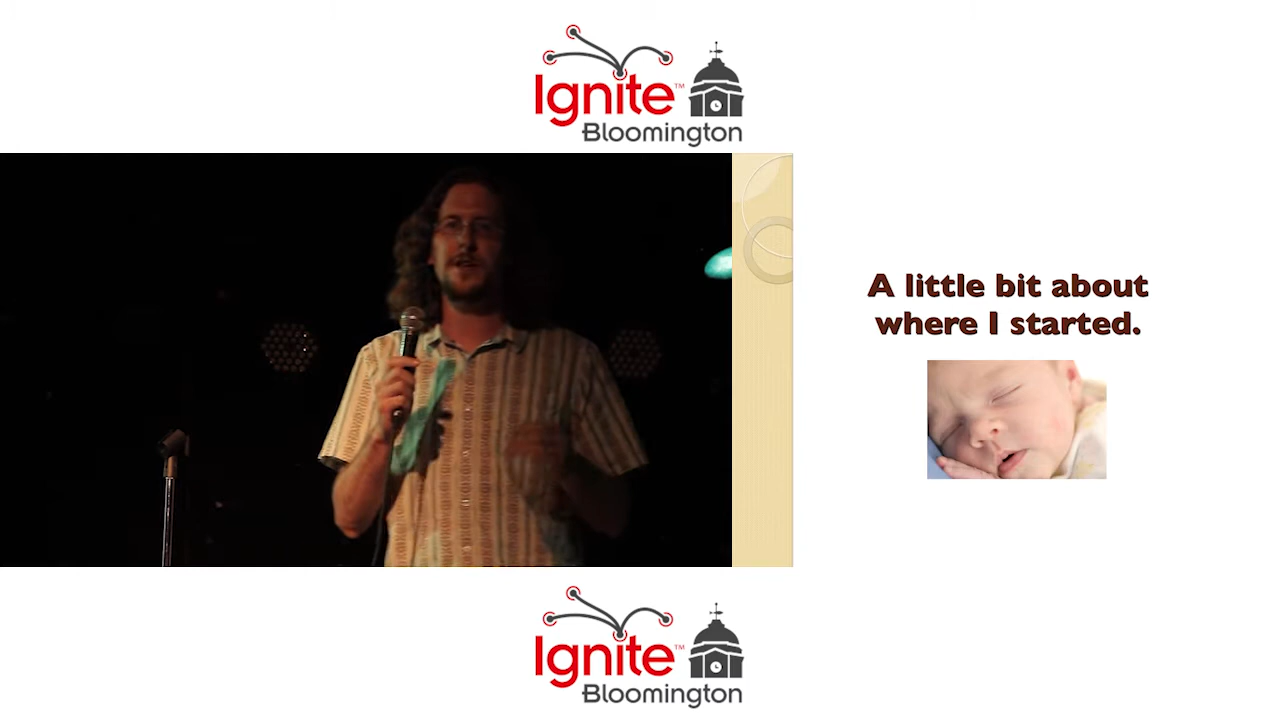 Ignite™
Bloomington
A little bit about
where I started.
Ignite™
Bloomington